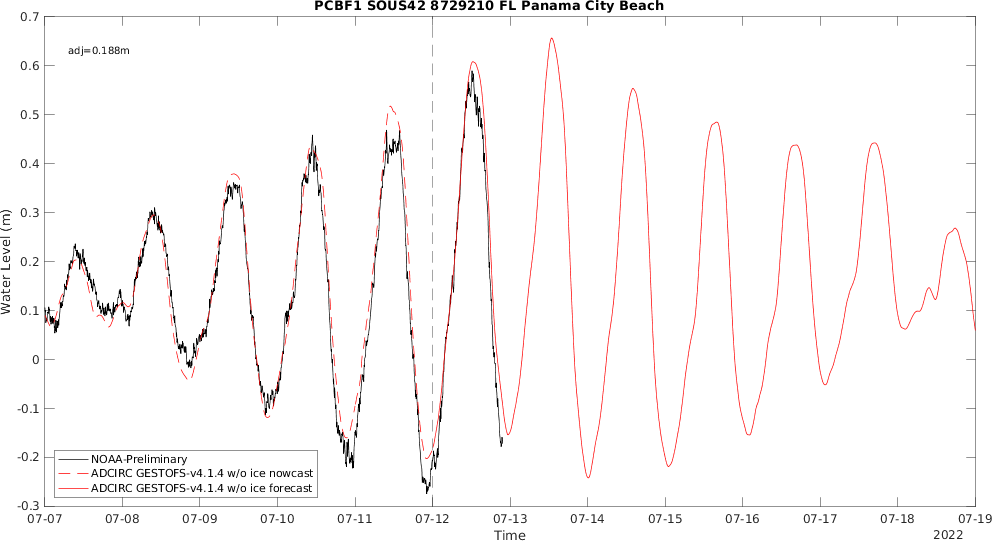 PCBF1 SOUS42 8729210 FL Panama City Beach
adj=0.188m
Water Level (m)
0.7
0.6
0.5
0.4
0.3
0.2
0.1
0
-0.1
-0.2
-0.3
NOAA-Preliminary
ADCIRC GESTOFS-v4.1.4 w/o ice nowcast
ADCIRC GESTOFS-v4.1.4 w/o ice forecast
07-07 07-08 07-09 07-10 07-11 07-12 07-13 07-14 07-15 07-16 07-17 07-18 07-19
Time
2022